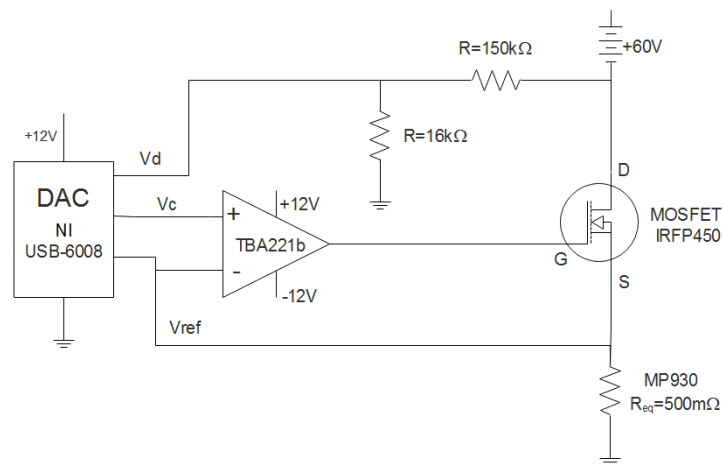 R=150kΩ
+60V
R=16kΩ
+12V
Vd
DAC
NI
USB-6008
Vc
+12V
+
TBA221b
-
-12V
Vref
D
MOSFET
IRFP450
G
S
MP930
Req=500mΩ